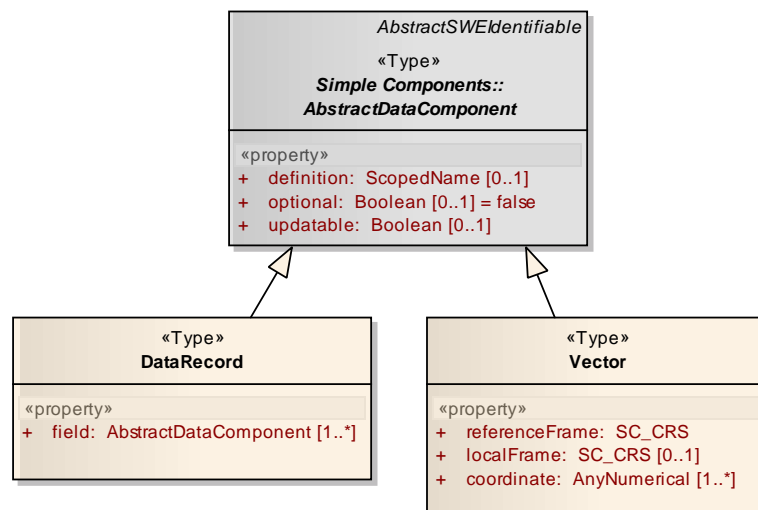 AbstractSWEIdentifiable
«Type»
Simple Components::
AbstractDataComponent
«property»
+ definition: ScopedName [0..1]
+ optional: Boolean [0..1] = false
+ updatable: Boolean [0..1]
«Type»
DataRecord
«property»
+ field: AbstractDataComponent [1..*]
«Type»
Vector
«property»
+ referenceFrame: SC_CRS
+ localFrame: SC_CRS [0..1]
+ coordinate: AnyNumerical [1..*]